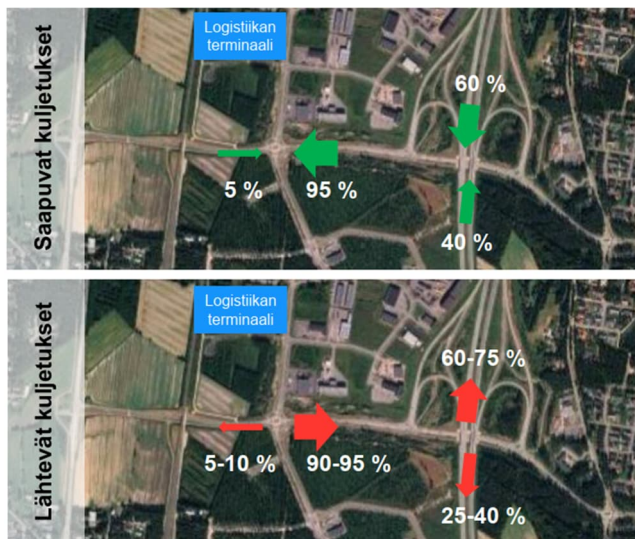 Saapuvat kuljetukset
Logistiikan
terminaali
60 %
5 %
95 %
40 %
Lähtevät kuljetukset
Logistiikan
terminaali
60-75 %
5-10 %
90-95 %
25-40 %